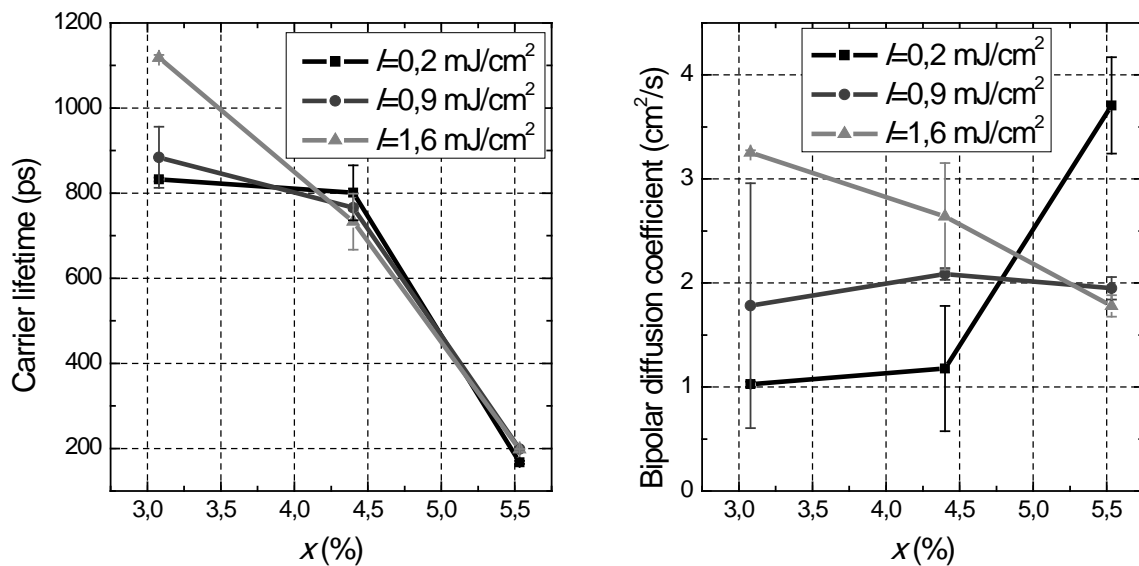 Carrier lifetime (ps)
1200
1000
800
600
400
200
I=0,2 mJ/cm²
I=0,9 mJ/cm²
I=1,6 mJ/cm²
3,0 3,5 4,0 4,5 5,0 5,5
x (%)
Bipolar diffusion coefficient (cm²/s)
4
3
2
1
0
I=0,2 mJ/cm²
I=0,9 mJ/cm²
I=1,6 mJ/cm²
3,0 3,5 4,0 4,5 5,0 5,5
x (%)